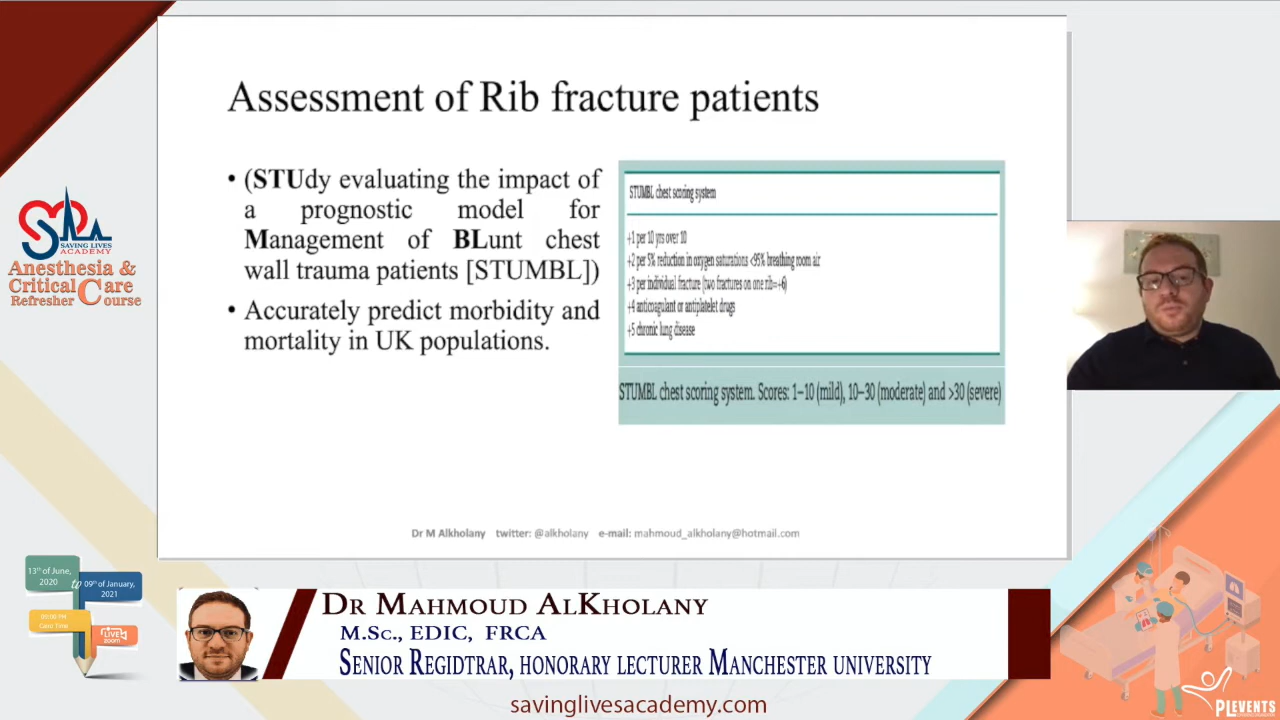 Assessment of Rib fracture patients
• (STUdy evaluating the impact of
a prognostic model for
Management of BLunt chest
wall trauma patients [STUMBL])
• Accurately predict morbidity and
mortality in UK populations.
STUMBL chest scoring system
+1 per 10 yrs over 10
+2 per 5% reduction in oxygen saturations <95% breathing room air
+3 per individual fracture (two fractures on one rib=+6)
+4 anticoagulant or antiplatelet drugs
+5 chronic lung disease
STUMBL chest scoring system. Scores: 1–10 (mild), 10–30 (moderate) and >30 (severe)
Dr M Alkholany twitter: @alkholany e-mail: mahmoud_alkholany@hotmail.com
SAVING LIVES
ACADEMY
Anesthesia &
Critical Care
Refresher Course
13th of June,
2020
to
09th of January,
2021
LIVE
zoom
DR MAHMOUD ALKHOLANY
M.SC., EDIC, FRCA
SENIOR REGIDTRAR, HONORARY LECTURER MANCHESTER UNIVERSITY
savinglivesacademy.com
PLEVENTS